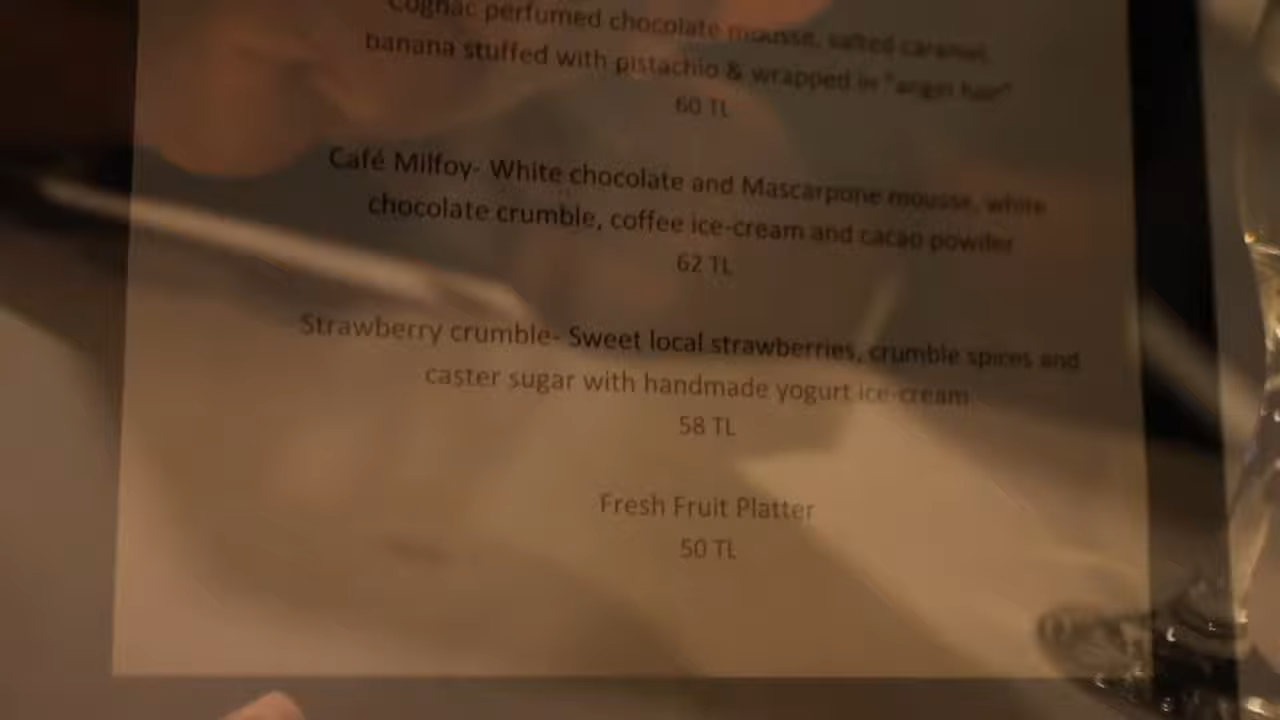 Cognac perfumed chocolate mousse, salted caramel,
banana stuffed with pistachio & wrapped in "angel hair"
60 TL
Café Milfoy- White chocolate and Mascarpone mousse, white
chocolate crumble, coffee ice-cream and cacao powder
62 TL
Strawberry crumble- Sweet local strawberries, crumble spices and
caster sugar with handmade yogurt ice-cream
58 TL
Fresh Fruit Platter
50 TL